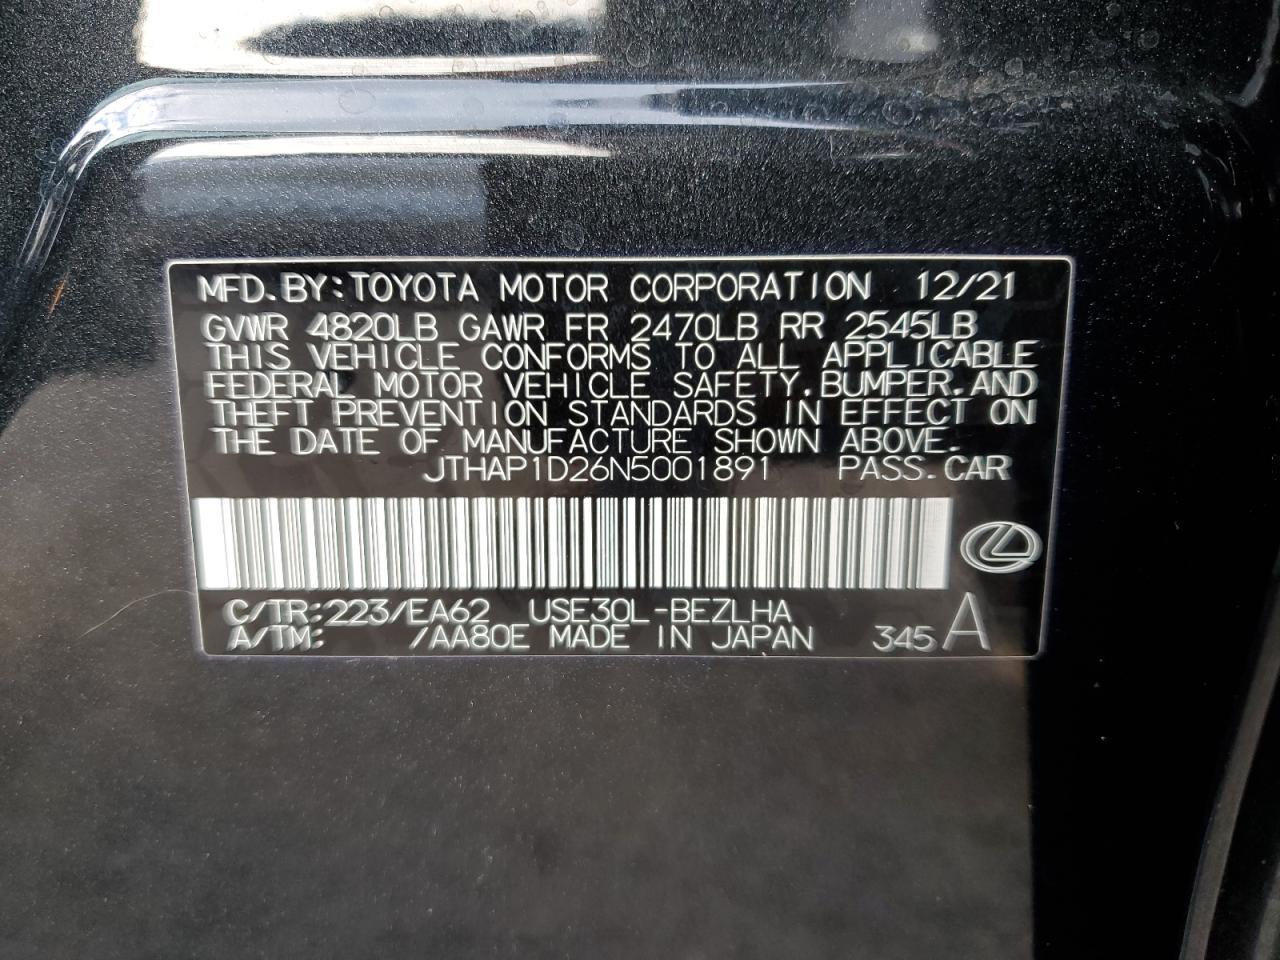 MFD.BY:TOYOTA MOTOR CORPORATION 12/21
GVWR 4820LB GAWR FR 2470LB RR 2545LB
THIS VEHICLE CONFORMS TO ALL APPLICABLE
FEDERAL MOTOR VEHICLE SAFETY.BUMPER.AND
THEFT PREVENTION STANDARDS IN EFFECT ON
THE DATE OF MANUFACTURE SHOWN ABOVE.
JTHAP1D26N5001891 PASS.CAR
C/TR:223/EA62 USE30L-BEZLHA
A/TM: /AA80E MADE IN JAPAN 345 A